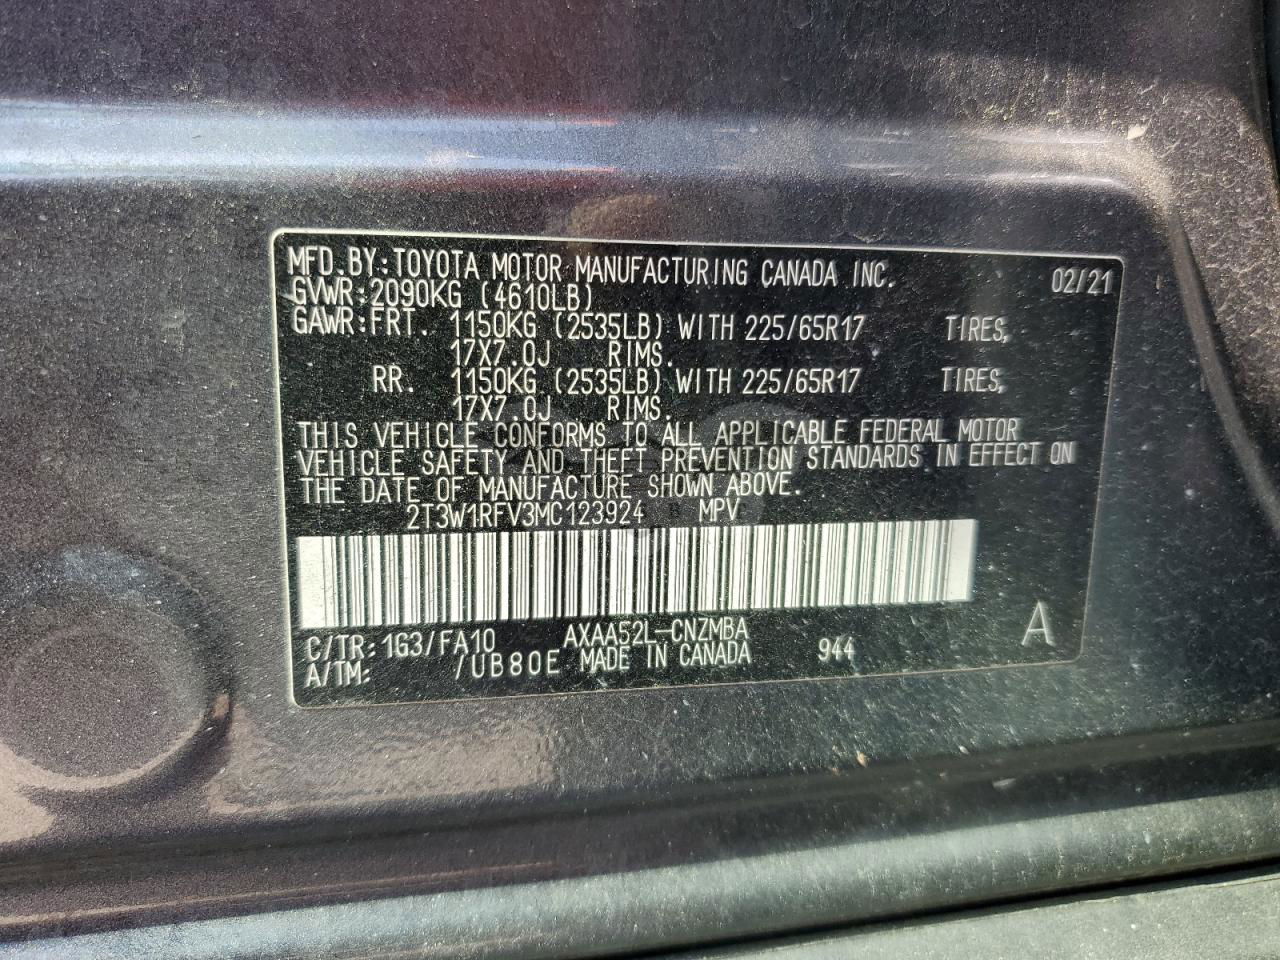 MFD.BY:TOYOTA MOTOR MANUFACTURING CANADA INC. 02/21
GVWR:2090KG (4610LB)
GAWR:FRT. 1150KG (2535LB) WITH 225/65R17 TIRES,
17X7.0J RIMS.
RR. 1150KG (2535LB) WITH 225/65R17 TIRES,
17X7.0J RIMS.
THIS VEHICLE CONFORMS TO ALL APPLICABLE FEDERAL MOTOR
VEHICLE SAFETY AND THEFT PREVENTION STANDARDS IN EFFECT ON
THE DATE OF MANUFACTURE SHOWN ABOVE.
2T3W1RFV3MC123924 MPV
C/TR:1G3/FA10 AXAA52L-CNZMBA A
A/TM: /UB80E MADE IN CANADA 944